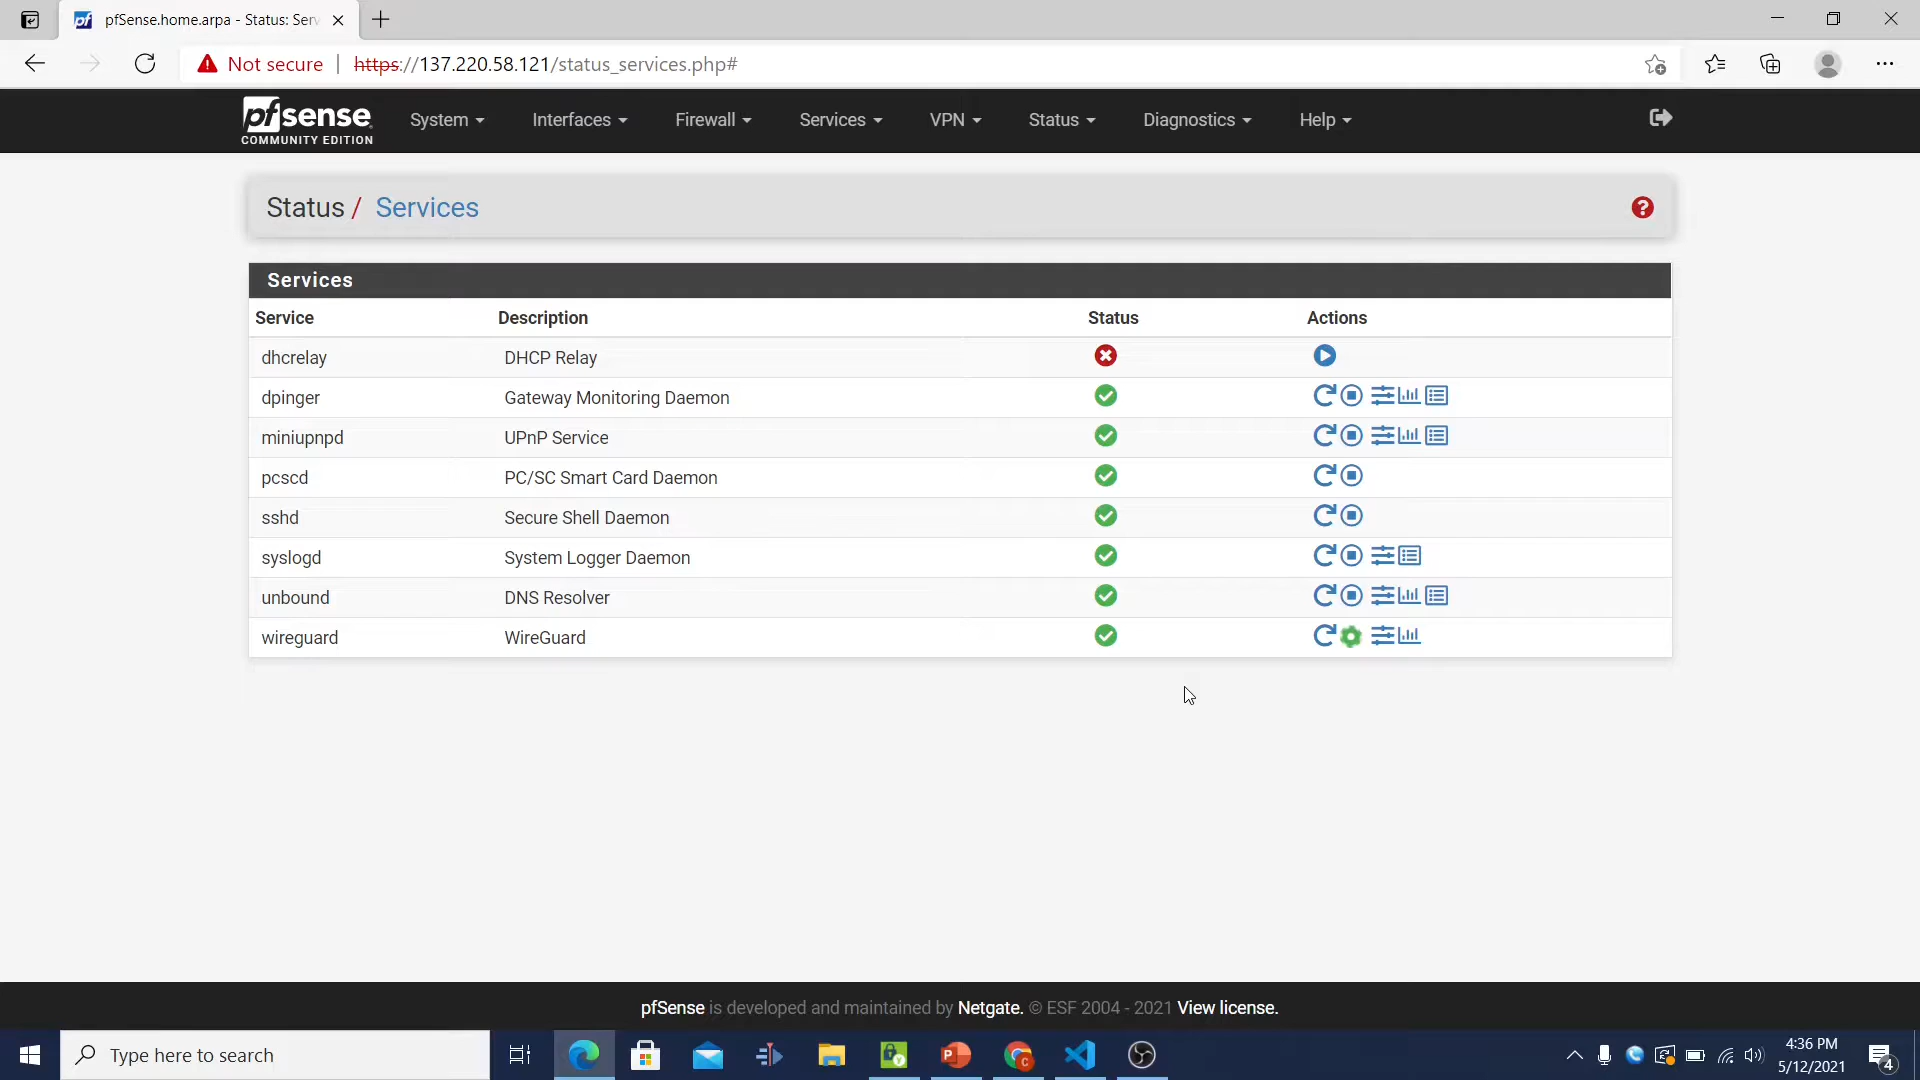 pfSense.home.arpa - Status: Serv
Not secure | https://137.220.58.121/status_services.php#
pfsense
COMMUNITY EDITION
System Interfaces Firewall Services VPN Status Diagnostics Help
Status / Services
Services
Service Description Status Actions
dhcrelay DHCP Relay
dpinger Gateway Monitoring Daemon
miniupnpd UPnP Service
pcscd PC/SC Smart Card Daemon
sshd Secure Shell Daemon
syslogd System Logger Daemon
unbound DNS Resolver
wireguard WireGuard
pfSense is developed and maintained by Netgate. © ESF 2004 - 2021 View license.
Type here to search
4:36 PM
5/12/2021
4